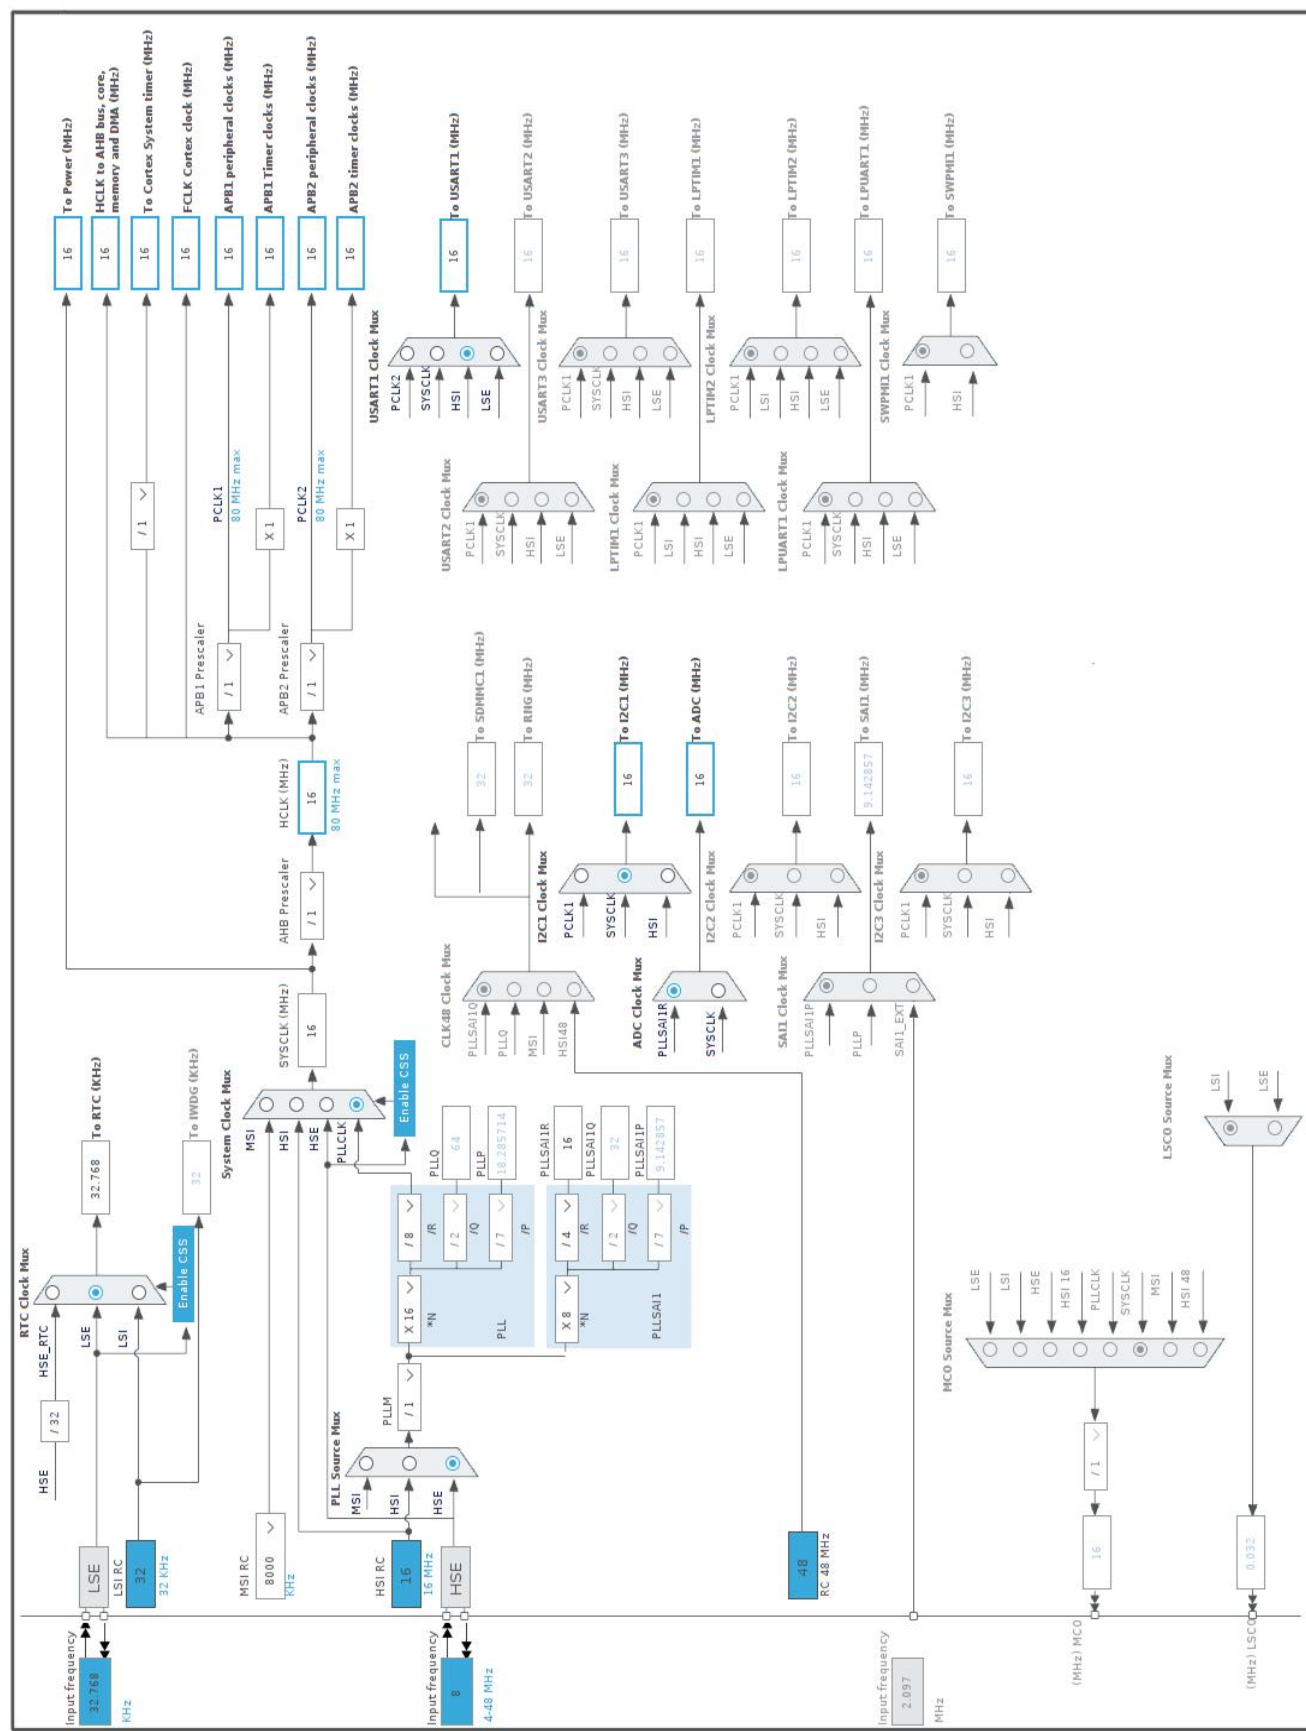 Input frequency
32.768
KHz
LSE
LSI RC
32
32 KHz
HSE
/ 32
HSE_RTC
LSE
LSI
RTC Clock Mux
Enable CSS
32.768
To RTC (KHz)
32
To IWDG (KHz)
MSI RC
8000
KHz
HSI RC
16
16 MHz
Input frequency
8
4-48 MHz
HSE
PLL Source Mux
MSI
HSI
HSE
PLLM
/ 1
X 16
*N
PLL
/ 8
/R
/ 2
/Q
/ 7
/P
PLLQ
64
PLLP
18.285714
X 8
*N
PLLSAI1
/ 4
/R
/ 2
/Q
/ 7
/P
PLLSAI1R
16
PLLSAI1Q
32
PLLSAI1P
9.142857
System Clock Mux
MSI
HSI
HSE
PLLCLK
Enable CSS
SYSCLK (MHz)
16
AHB Prescaler
/ 1
HCLK (MHz)
16
80 MHz max
APB1 Prescaler
/ 1
APB2 Prescaler
/ 1
/ 1
PCLK1
80 MHz max
X 1
PCLK2
80 MHz max
X 1
16
To Power (MHz)
16
HCLK to AHB bus, core,
memory and DMA (MHz)
16
To Cortex System timer (MHz)
16
FCLK Cortex clock (MHz)
16
APB1 peripheral clocks (MHz)
16
APB1 Timer clocks (MHz)
16
APB2 peripheral clocks (MHz)
16
APB2 timer clocks (MHz)
RC 48 MHz
48
CLK48 Clock Mux
PLLSAI1Q
PLLQ
MSI
HSI48
32
To SDMMC1 (MHz)
32
To RNG (MHz)
I2C1 Clock Mux
PCLK1
SYSCLK
HSI
16
To I2C1 (MHz)
ADC Clock Mux
PLLSAI1R
SYSCLK
16
To ADC (MHz)
I2C2 Clock Mux
PCLK1
SYSCLK
HSI
16
To I2C2 (MHz)
SAI1 Clock Mux
PLLSAI1P
PLLP
SAI1_EXT
9.142857
To SAI1 (MHz)
I2C3 Clock Mux
PCLK1
SYSCLK
HSI
16
To I2C3 (MHz)
USART1 Clock Mux
PCLK2
SYSCLK
HSI
LSE
16
To USART1 (MHz)
USART2 Clock Mux
PCLK1
SYSCLK
HSI
LSE
16
To USART2 (MHz)
USART3 Clock Mux
PCLK1
SYSCLK
HSI
LSE
16
To USART3 (MHz)
LPTIM1 Clock Mux
PCLK1
LSI
HSI
LSE
16
To LPTIM1 (MHz)
LPTIM2 Clock Mux
PCLK1
LSI
HSI
LSE
16
To LPTIM2 (MHz)
LPUART1 Clock Mux
PCLK1
SYSCLK
HSI
LSE
16
To LPUART1 (MHz)
SWPMI1 Clock Mux
PCLK1
HSI
16
To SWPMI1 (MHz)
Input frequency
2.097
MHz
(MHz) MCO
16
/ 1
MCO Source Mux
LSE
LSI
HSE
HSI 16
PLLCLK
SYSCLK
MSI
HSI 48
(MHz) LSCO
0.032
LSCO Source Mux
LSI
LSE